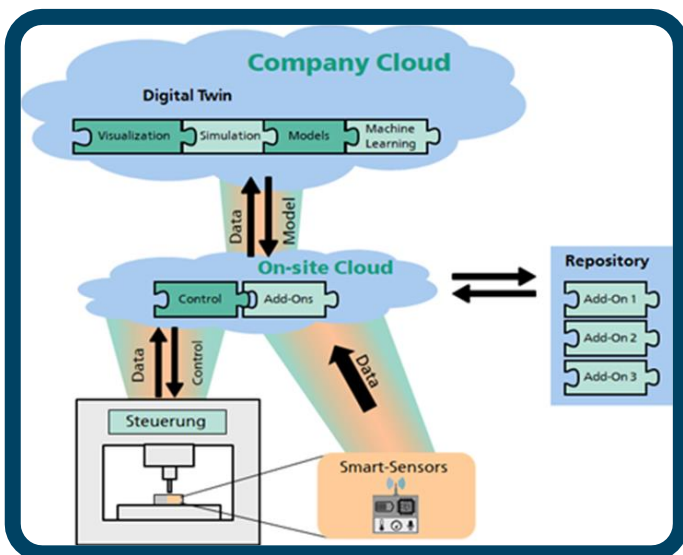 Company Cloud
Digital Twin
Visualization
Simulation
Models
Machine
Learning
Data
Model
On-site Cloud
Control
Add-Ons
Repository
Add-On 1
Add-On 2
Add-On 3
Data
Control
Data
Steuerung
Smart-Sensors